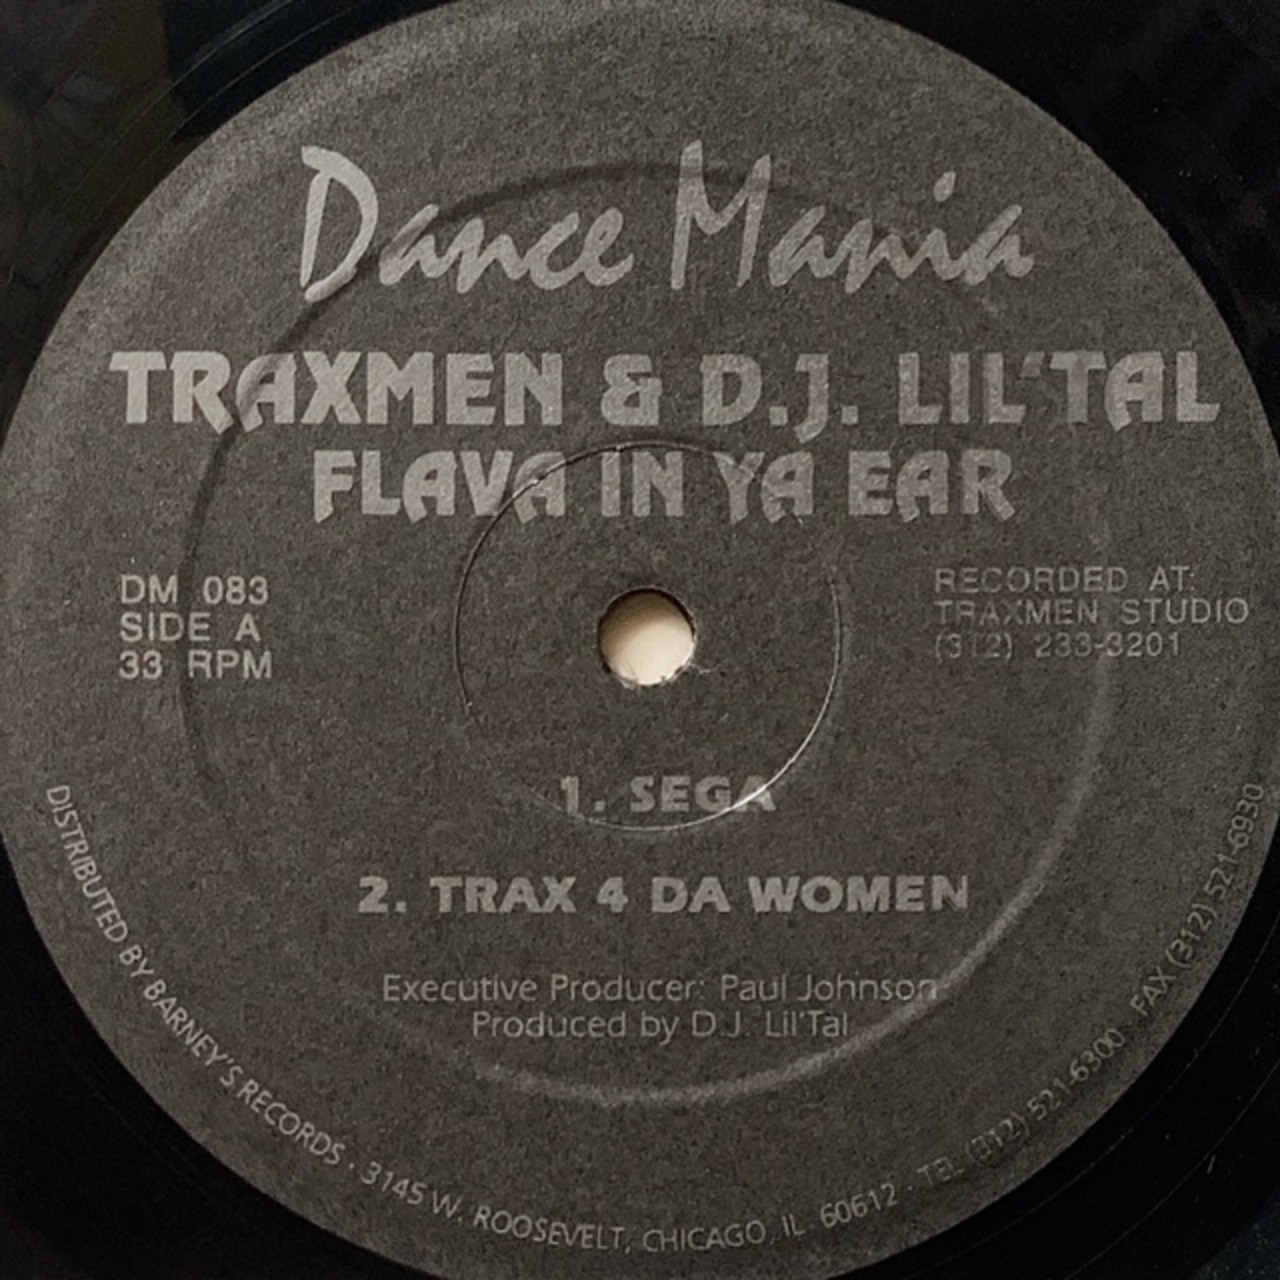 Dance Mania
TRAXMEN & D.J. LIL'TAL
FLAVA IN YA EAR
DM 083
SIDE A
33 RPM
RECORDED AT:
TRAXMEN STUDIO
(312) 233-3201
1. SEGA
2. TRAX 4 DA WOMEN
Executive Producer: Paul Johnson
Produced by D.J. Lil'Tal
DISTRIBUTED BY BARNEY'S RECORDS · 3145 W. ROOSEVELT, CHICAGO, IL 60612 · TEL (312) 521-6300 FAX (312) 521-6930